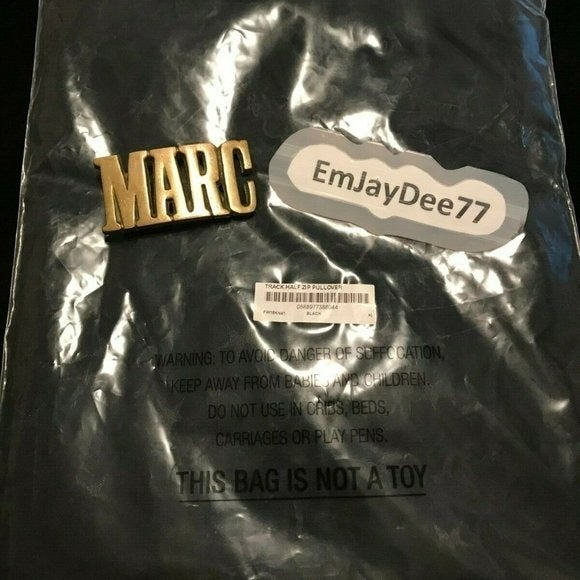 MARC
EmJayDee77
TRACK HALF ZIP PULLOVER
BLACK
XL
WARNING: TO AVOID DANGER OF SUFFOCATION,
KEEP AWAY FROM BABIES AND CHILDREN.
DO NOT USE IN CRIBS, BEDS,
CARRIAGES OR PLAY PENS.
THIS BAG IS NOT A TOY